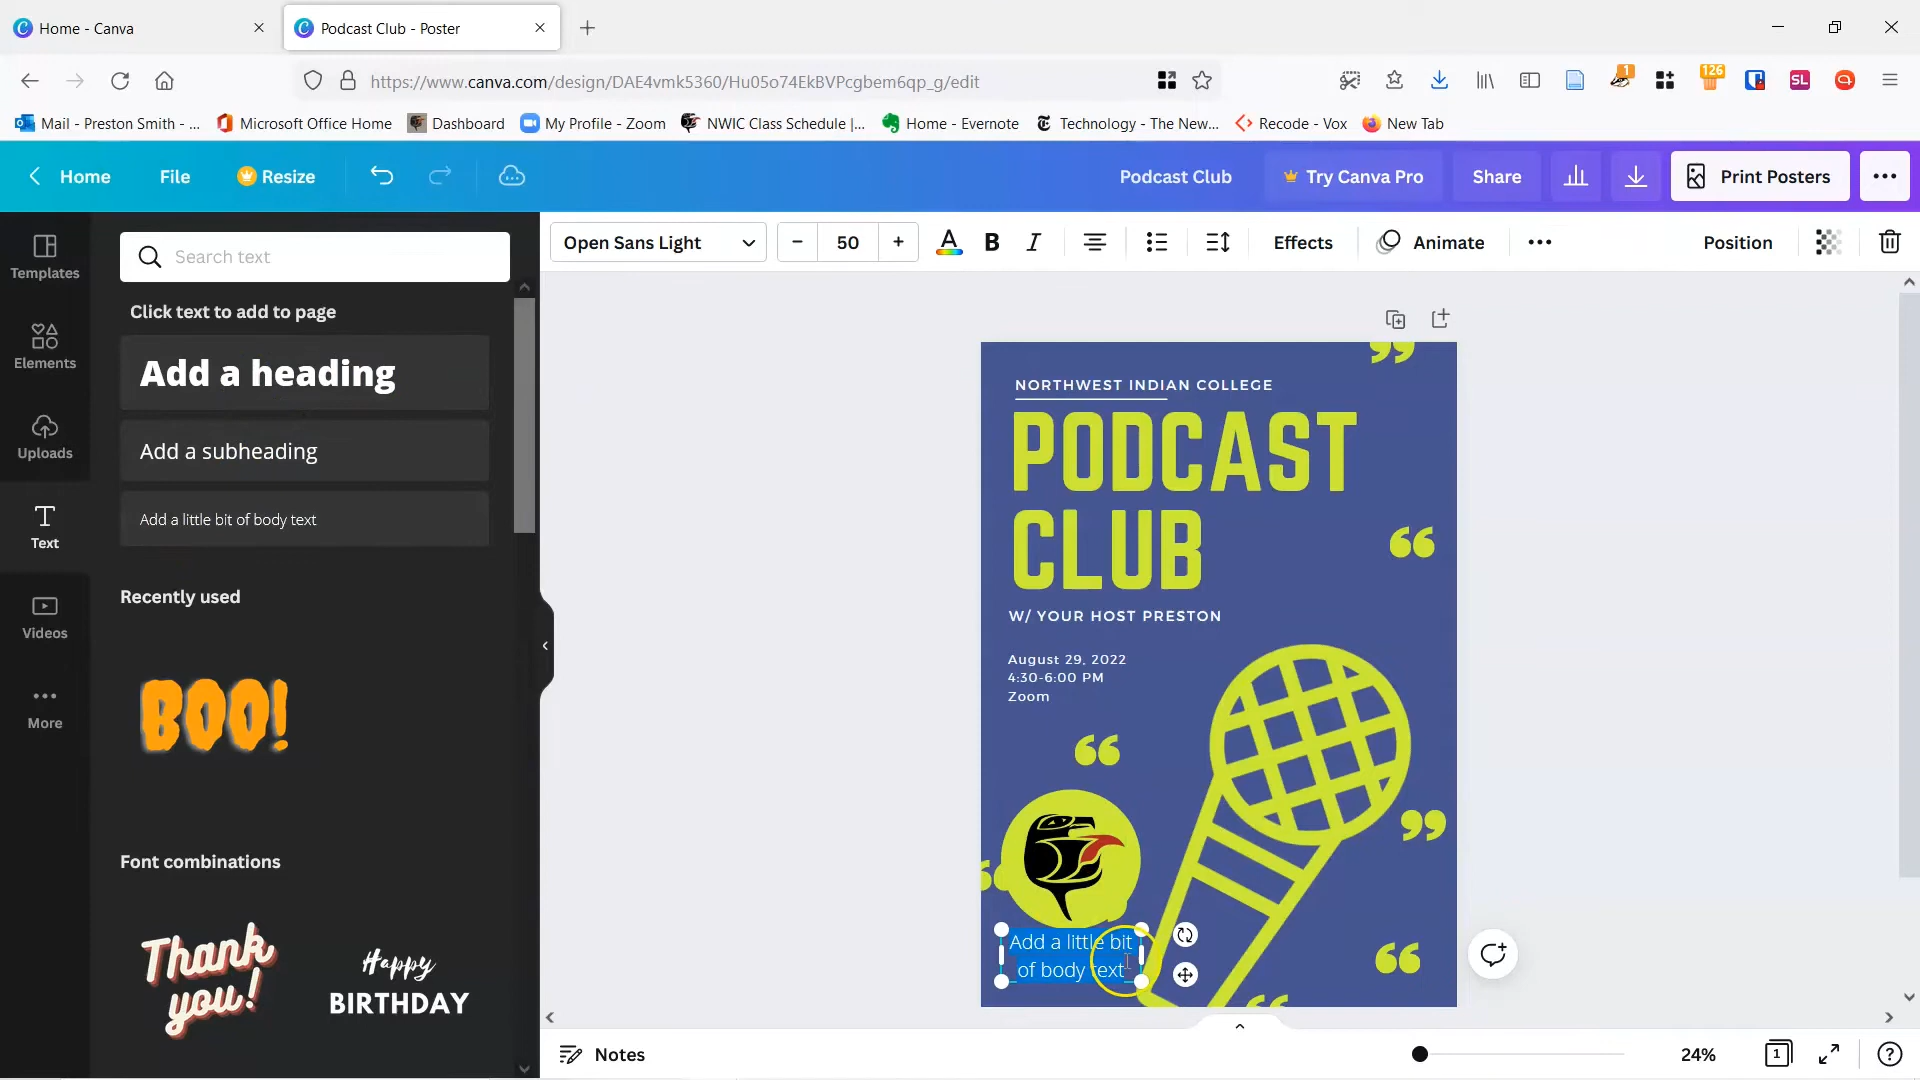 Home - Canva
Podcast Club - Poster
https://www.canva.com/design/DAE4vmk5360/Hu05o74EkBVPcgbem6qp_g/edit
1
126
SL
Mail - Preston Smith - ...
Microsoft Office Home
Dashboard
My Profile - Zoom
NWIC Class Schedule |...
Home - Evernote
Technology - The New...
Recode - Vox
New Tab
Home
File
Resize
Podcast Club
Try Canva Pro
Share
Print Posters
Templates
Elements
Uploads
Text
Videos
More
Search text
Click text to add to page
Add a heading
Add a subheading
Add a little bit of body text
Recently used
BOO!
Font combinations
Thank
you!
Happy
BIRTHDAY
Open Sans Light
50
A
B
I
Effects
Animate
Position
NORTHWEST INDIAN COLLEGE
PODCAST
CLUB
W/ YOUR HOST PRESTON
August 29, 2022
4:30-6:00 PM
Zoom
Add a little bit
of body text
Notes
24%
1